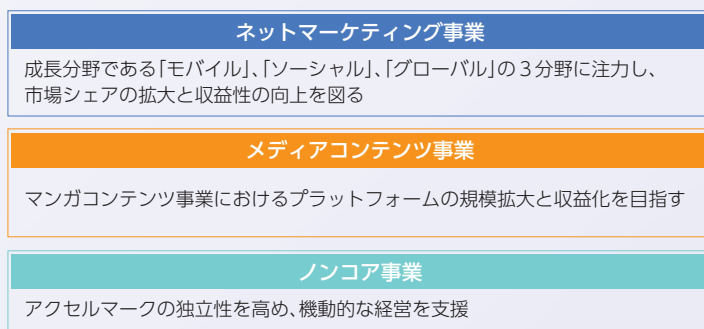 ネットマーケティング事業
成長分野である｢モバイル｣、｢ソーシャル｣、｢グローバル｣の３分野に注力し、
市場シェアの拡大と収益性の向上を図る
メディアコンテンツ事業
マンガコンテンツ事業におけるプラットフォームの規模拡大と収益化を目指す
ノンコア事業
アクセルマークの独立性を高め、機動的な経営を支援